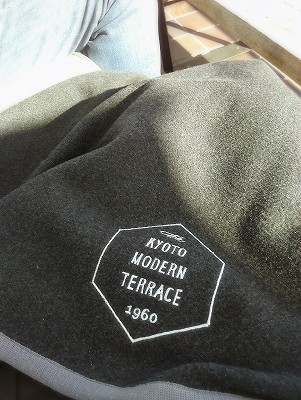 KYOTO
MODERN
TERRACE
1960